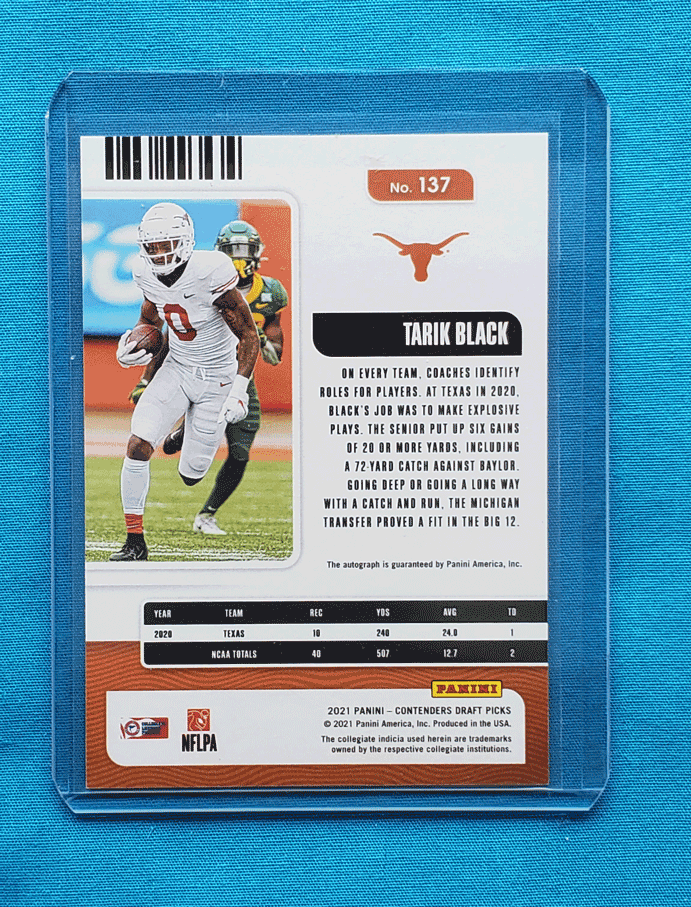 No. 137
0
TARIK BLACK
ON EVERY TEAM, COACHES IDENTIFY
ROLES FOR PLAYERS. AT TEXAS IN 2020,
BLACK'S JOB WAS TO MAKE EXPLOSIVE
PLAYS. THE SENIOR PUT UP SIX GAINS
OF 20 OR MORE YARDS, INCLUDING
A 72-YARD CATCH AGAINST BAYLOR.
GOING DEEP OR GOING A LONG WAY
WITH A CATCH AND RUN, THE MICHIGAN
TRANSFER PROVED A FIT IN THE BIG 12.
The autograph is guaranteed by Panini America, Inc.
YEAR TEAM REC YDS AVG TD
2020 TEXAS 10 240 24.0 1
NCAA TOTALS 40 507 12.7 2
PANINI
2021 PANINI – CONTENDERS DRAFT PICKS
© 2021 Panini America, Inc. Produced in the USA.
The collegiate indicia used herein are trademarks
owned by the respective collegiate institutions.
NFLPA